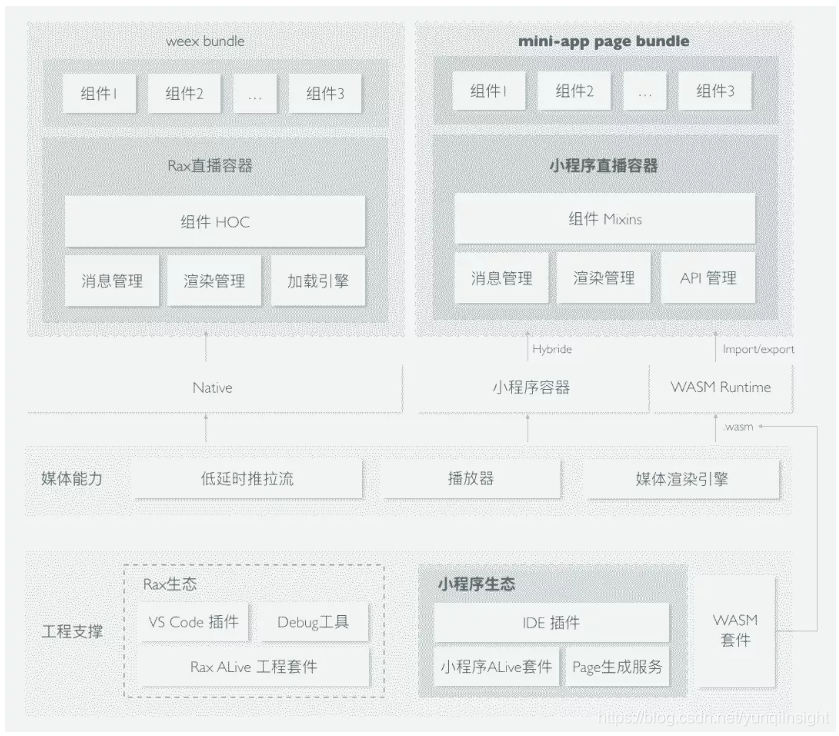 weex bundle
组件1
组件2
...
组件3
Rax直播容器
组件 HOC
消息管理
渲染管理
加载引擎
mini-app page bundle
组件1
组件2
...
组件3
小程序直播容器
组件 Mixins
消息管理
渲染管理
API 管理
Hybride
Import/export
Native
小程序容器
WASM Runtime
.wasm
媒体能力
低延时推拉流
播放器
媒体渲染引擎
工程支撑
Rax生态
VS Code 插件
Debug工具
Rax ALive 工程套件
小程序生态
IDE 插件
小程序ALive套件
Page生成服务
WASM
套件
https://blog.csdn.net/yunqiinsight